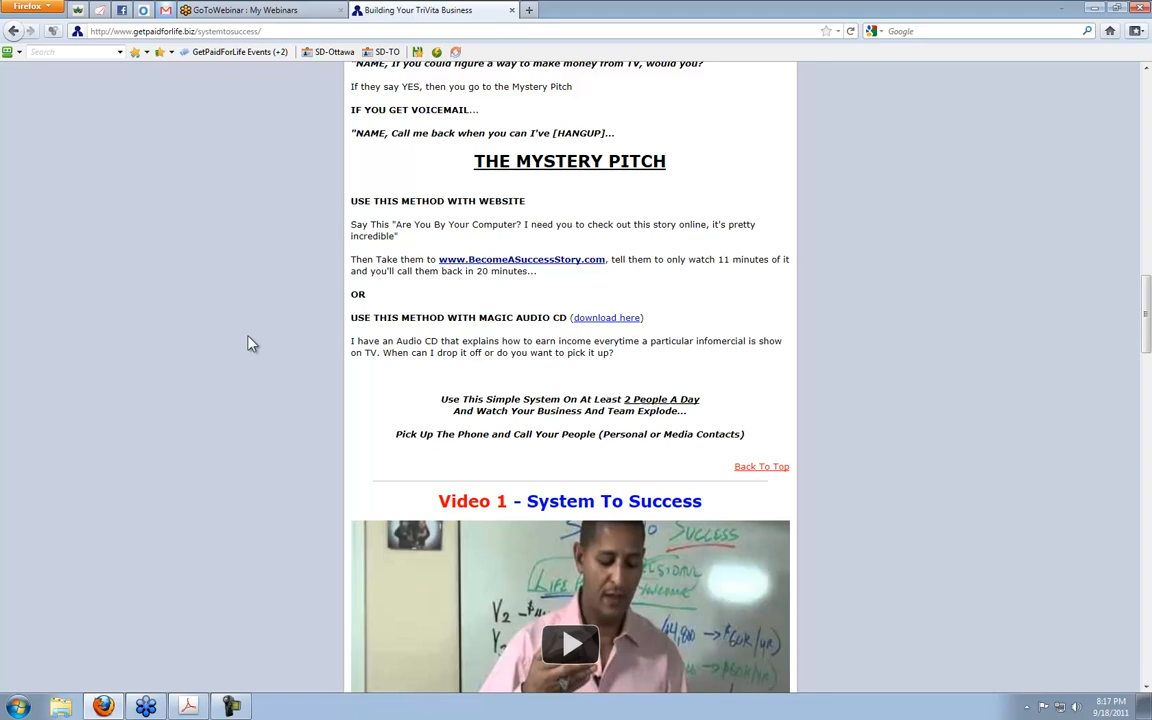 Firefox
GoToWebinar : My Webinars
Building Your TriVita Business
http://www.getpaidforlife.biz/systemtosuccess/
Google
Search
GetPaidForLife Events (+2)
SD-Ottawa
SD-TO
"NAME, If you could figure a way to make money from TV, would you?
If they say YES, then you go to the Mystery Pitch
IF YOU GET VOICEMAIL...
"NAME, Call me back when you can I've [HANGUP]...
THE MYSTERY PITCH
USE THIS METHOD WITH WEBSITE
Say This "Are You By Your Computer? I need you to check out this story online, it's pretty
incredible"
Then Take them to www.BecomeASuccessStory.com, tell them to only watch 11 minutes of it
and you'll call them back in 20 minutes...
OR
USE THIS METHOD WITH MAGIC AUDIO CD (download here)
I have an Audio CD that explains how to earn income everytime a particular infomercial is show
on TV. When can I drop it off or do you want to pick it up?
Use This Simple System On At Least 2 People A Day
And Watch Your Business And Team Explode...
Pick Up The Phone and Call Your People (Personal or Media Contacts)
Back To Top
Video 1 - System To Success
Success
Life
8:17 PM
9/18/2011